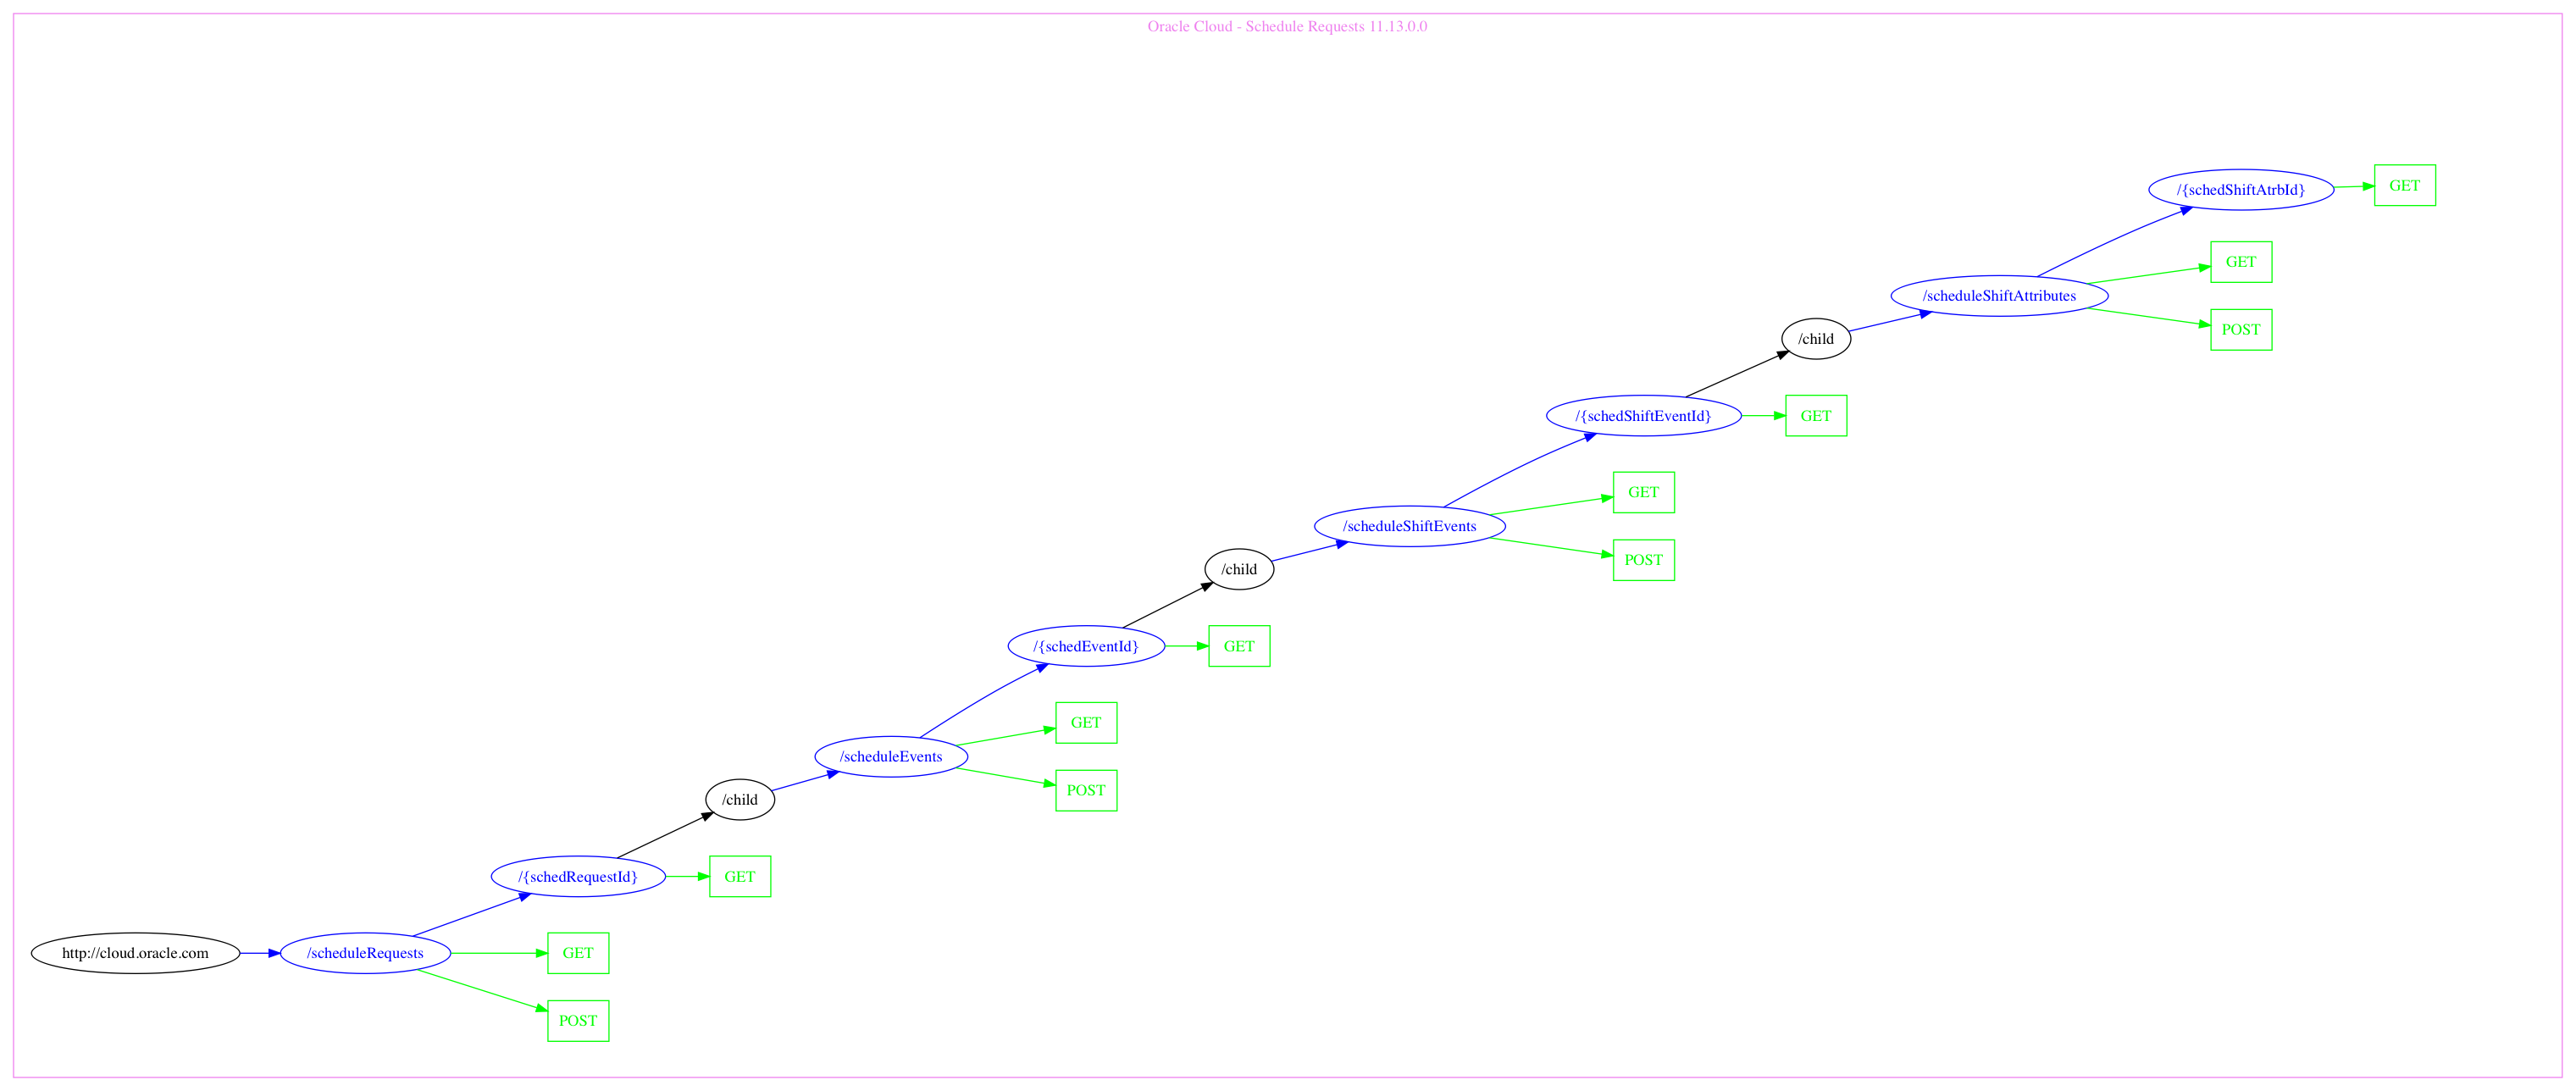 Oracle Cloud - Schedule Requests 11.13.0.0
/{schedShiftAtrbId}
GET
GET
/scheduleShiftAttributes
POST
/child
/{schedShiftEventId}
GET
GET
/scheduleShiftEvents
POST
/child
/{schedEventId}
GET
GET
/scheduleEvents
POST
/child
/{schedRequestId}
GET
http://cloud.oracle.com
/scheduleRequests
GET
POST